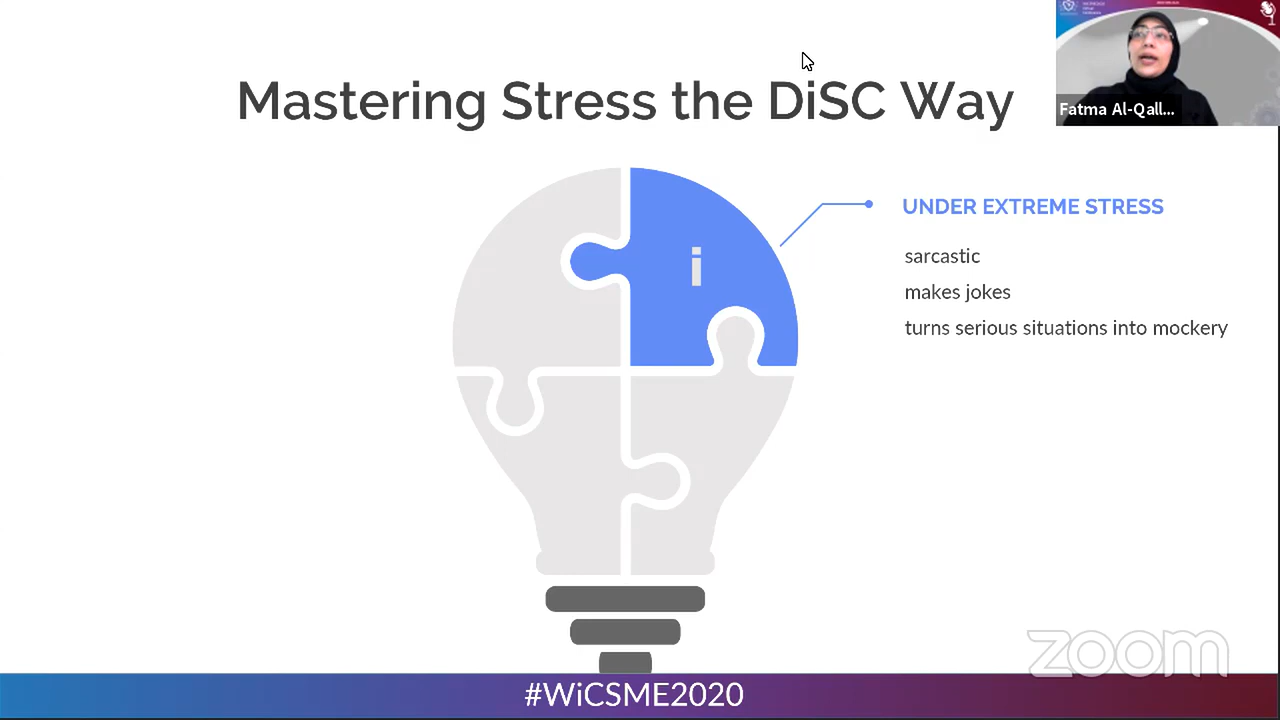 Mastering Stress the DiSC Way
Fatma Al-Qall...
UNDER EXTREME STRESS
i
sarcastic
makes jokes
turns serious situations into mockery
zoom
#WiCSME2020